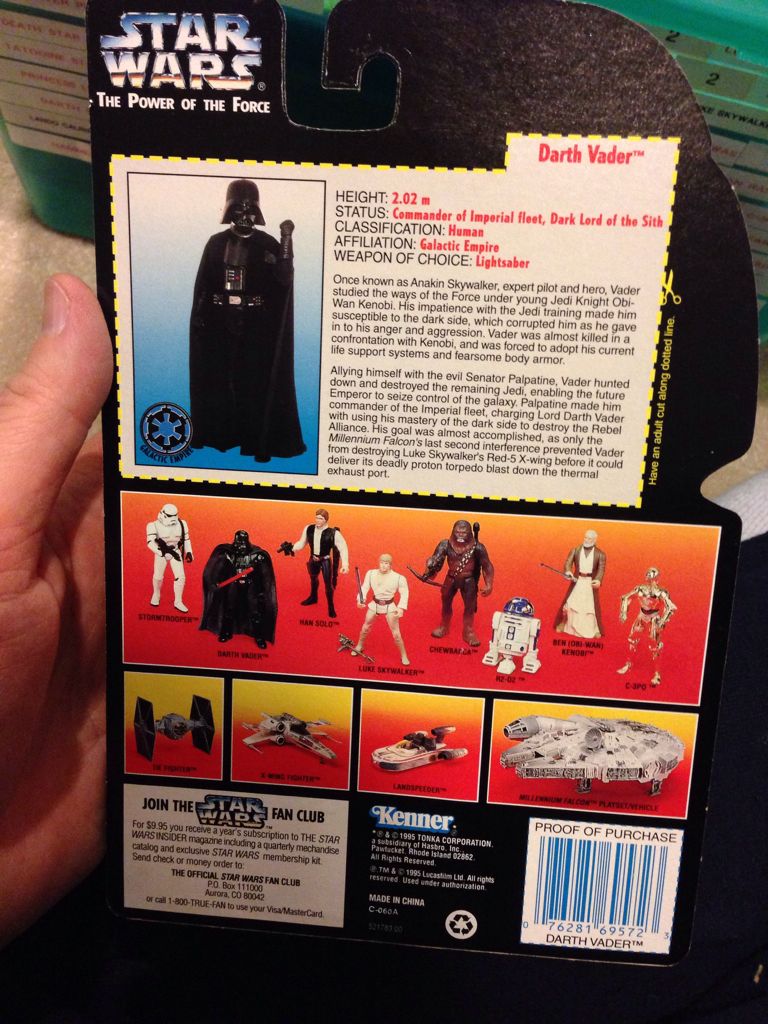 STAR
WARS®
THE POWER OF THE FORCE
DEATH STAR
2
2
Darth Vader™
HEIGHT: 2.02 m
STATUS: Commander of Imperial fleet, Dark Lord of the Sith
CLASSIFICATION: Human
AFFILIATION: Galactic Empire
WEAPON OF CHOICE: Lightsaber
Once known as Anakin Skywalker, expert pilot and hero, Vader
studied the ways of the Force under young Jedi Knight Obi-
Wan Kenobi. His impatience with the Jedi training made him
susceptible to the dark side, which corrupted him as he gave
in to his anger and aggression. Vader was almost killed in a
confrontation with Kenobi, and was forced to adopt his current
life support systems and fearsome body armor.
Allying himself with the evil Senator Palpatine, Vader hunted
down and destroyed the remaining Jedi, enabling the future
Emperor to seize control of the galaxy. Palpatine made him
commander of the Imperial fleet, charging Lord Darth Vader
with using his mastery of the dark side to destroy the Rebel
Alliance. His goal was almost accomplished, as only the
Millennium Falcon's last second interference prevented Vader
from destroying Luke Skywalker's Red-5 X-wing before it could
deliver its deadly proton torpedo blast down the thermal
exhaust port.
GALACTIC EMPIRE
Have an adult cut along dotted line.
STORMTROOPER™
DARTH VADER™
HAN SOLO™
LUKE SKYWALKER™
CHEWBACCA™
R2-D2™
BEN (OBI-WAN)
KENOBI™
C-3PO™
TIE FIGHTER™
X-WING FIGHTER™
LANDSPEEDER™
MILLENNIUM FALCON™ PLAYSET/VEHICLE
JOIN THE STAR WARS™ FAN CLUB
For $9.95 you receive a year's subscription to THE STAR
WARS INSIDER magazine including a quarterly merchandise
catalog and exclusive STAR WARS membership kit.
Send check or money order to:
THE OFFICIAL STAR WARS FAN CLUB
P.O. Box 111000
Aurora, CO 80042
or call 1-800-TRUE-FAN to use your Visa/MasterCard.
Kenner.
*® & © 1995 TONKA CORPORATION,
a subsidiary of Hasbro, Inc.
Pawtucket, Rhode Island 02862.
All Rights Reserved.
®,™ & © 1995 Lucasfilm Ltd. All rights
reserved. Used under authorization.
MADE IN CHINA
C-060A
521783.00
PROOF OF PURCHASE
0 76281 69572 3
DARTH VADER™